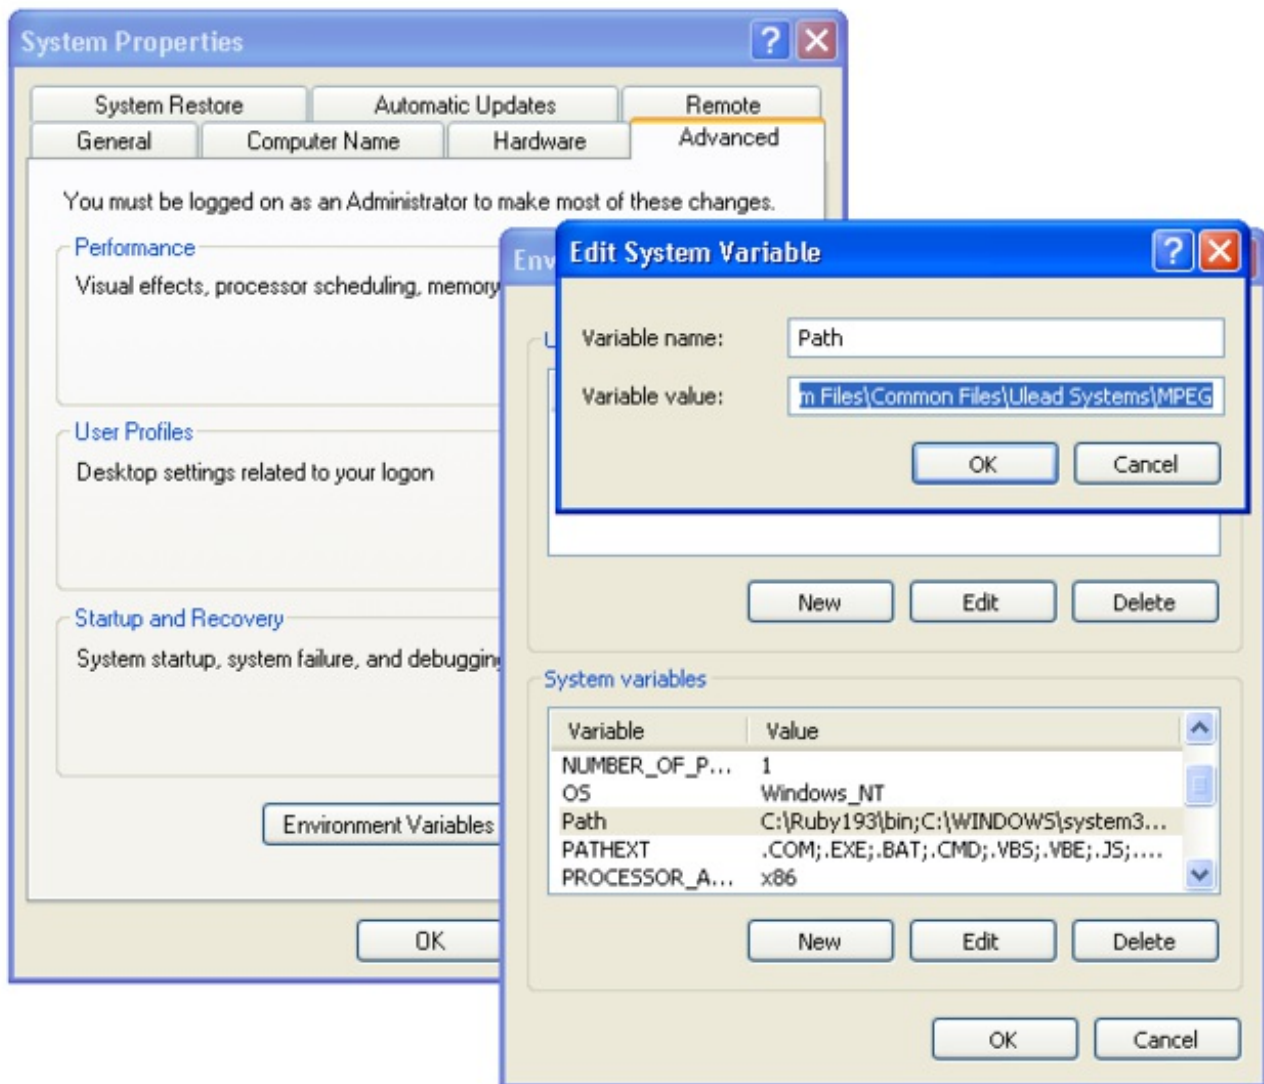 System Properties
System Restore
Automatic Updates
Remote
General
Computer Name
Hardware
Advanced
You must be logged on as an Administrator to make most of these changes.
Performance
Visual effects, processor scheduling, memory
User Profiles
Desktop settings related to your logon
Startup and Recovery
System startup, system failure, and debugging
Environment Variables
OK
Edit System Variable
Variable name:
Path
Variable value:
m Files\Common Files\Ulead Systems\MPEG
OK
Cancel
New
Edit
Delete
System variables
Variable
Value
NUMBER_OF_P... 1
OS Windows_NT
Path C:\Ruby193\bin;C:\WINDOWS\system3...
PATHEXT .COM;.EXE;.BAT;.CMD;.VBS;.VBE;.JS;....
PROCESSOR_A... x86
New
Edit
Delete
OK
Cancel